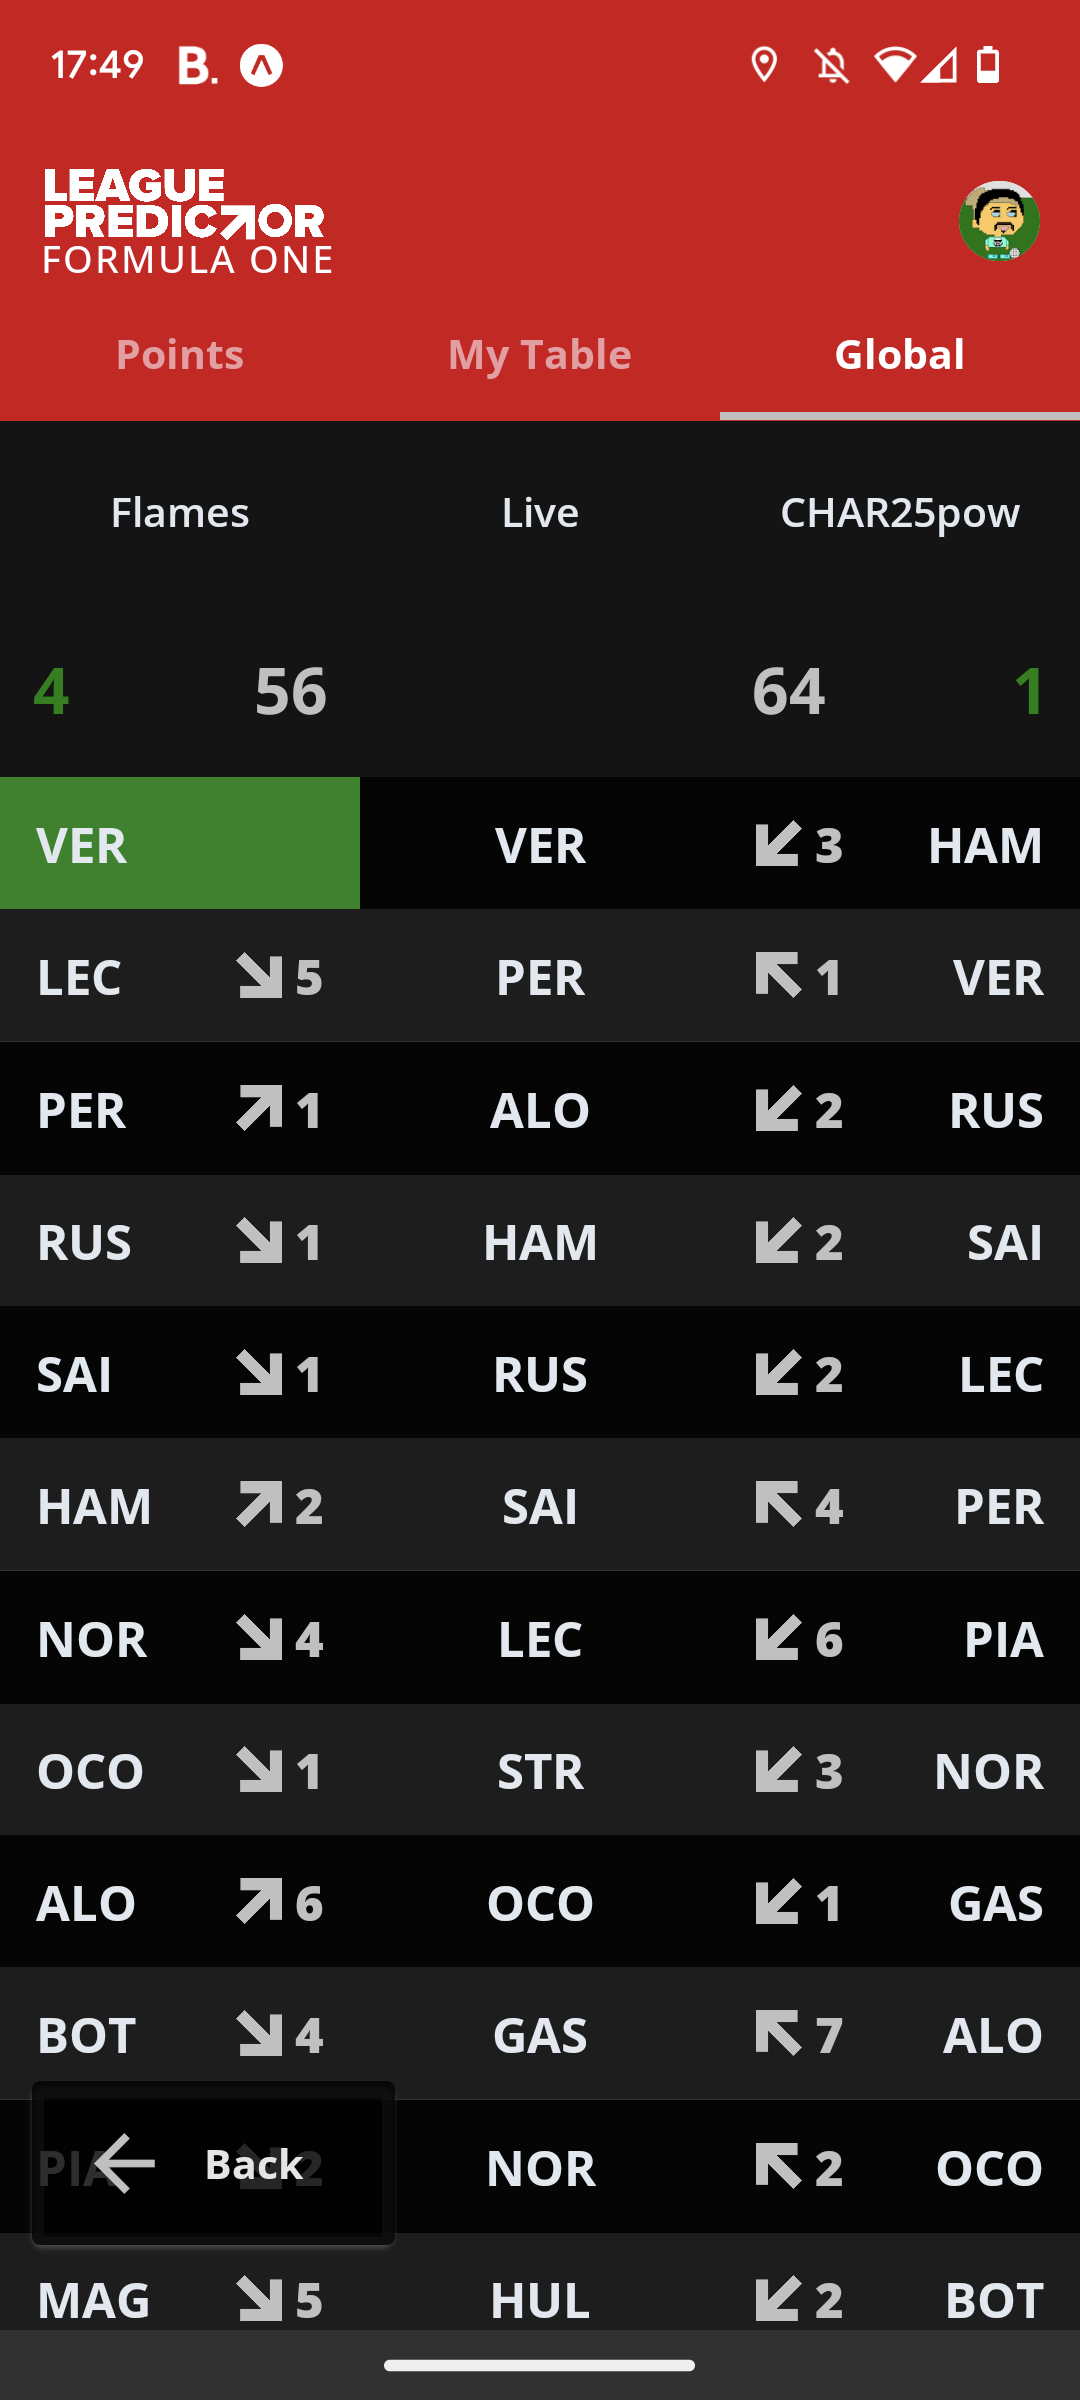 17:49 B.
LEAGUE
PREDICTOR
FORMULA ONE
Points My Table Global
Flames Live CHAR25pow
4 56 64 1
VER VER 3 HAM
LEC 5 PER 1 VER
PER 1 ALO 2 RUS
RUS 1 HAM 2 SAI
SAI 1 RUS 2 LEC
HAM 2 SAI 4 PER
NOR 4 LEC 6 PIA
OCO 1 STR 3 NOR
ALO 6 OCO 1 GAS
BOT 4 GAS 7 ALO
PIA Back 2 NOR 2 OCO
MAG 5 HUL 2 BOT